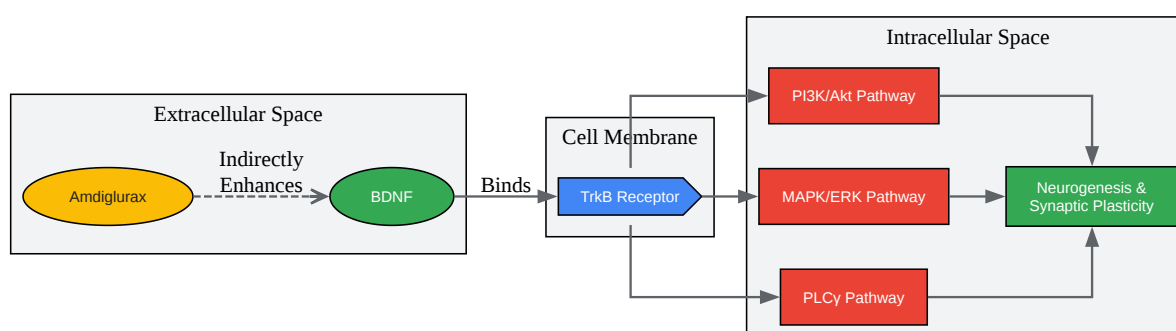 Extracellular Space
Amdiglurax
Indirectly
Enhances
BDNF
Binds
Cell Membrane
TrkB Receptor
Intracellular Space
PI3K/Akt Pathway
MAPK/ERK Pathway
PLCγ Pathway
Neurogenesis &
Synaptic Plasticity